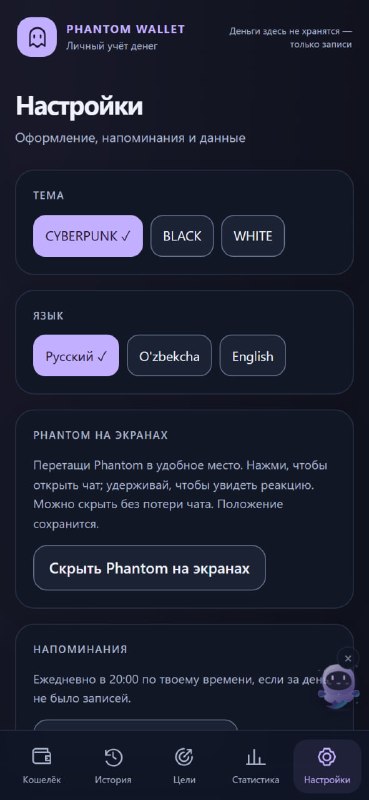 PHANTOM WALLET
Личный учёт денег
Деньги здесь не хранятся —
только записи
Настройки
Оформление, напоминания и данные
ТЕМА
CYBERPUNK ✓
BLACK
WHITE
ЯЗЫК
Русский ✓
O'zbekcha
English
PHANTOM НА ЭКРАНАХ
Перетащи Phantom в удобное место. Нажми, чтобы
открыть чат; удерживай, чтобы увидеть реакцию.
Можно скрыть без потери чата. Положение
сохранится.
Скрыть Phantom на экранах
НАПОМИНАНИЯ
Ежедневно в 20:00 по твоему времени, если за день
не было записей.
Кошелёк
История
Цели
Статистика
Настройки